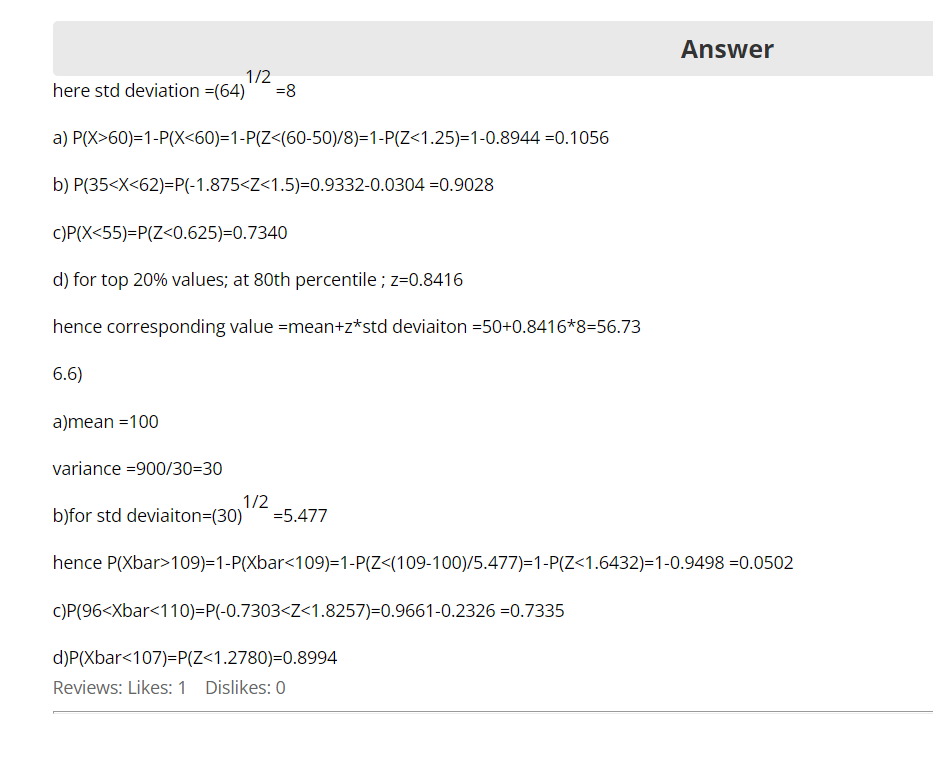 Answer
here std deviation =(64)1/2 =8
a) P(X>60)=1-P(X<60)=1-P(Z<(60-50)/8)=1-P(Z<1.25)=1-0.8944 =0.1056
b) P(35<X<62)=P(-1.875<Z<1.5)=0.9332-0.0304 =0.9028
c)P(X<55)=P(Z<0.625)=0.7340
d) for top 20% values; at 80th percentile ; z=0.8416
hence corresponding value =mean+z*std deviaiton =50+0.8416*8=56.73
6.6)
a)mean =100
variance =900/30=30
b)for std deviaiton=(30)1/2 =5.477
hence P(Xbar>109)=1-P(Xbar<109)=1-P(Z<(109-100)/5.477)=1-P(Z<1.6432)=1-0.9498 =0.0502
c)P(96<Xbar<110)=P(-0.7303<Z<1.8257)=0.9661-0.2326 =0.7335
d)P(Xbar<107)=P(Z<1.2780)=0.8994
Reviews: Likes: 1 Dislikes: 0